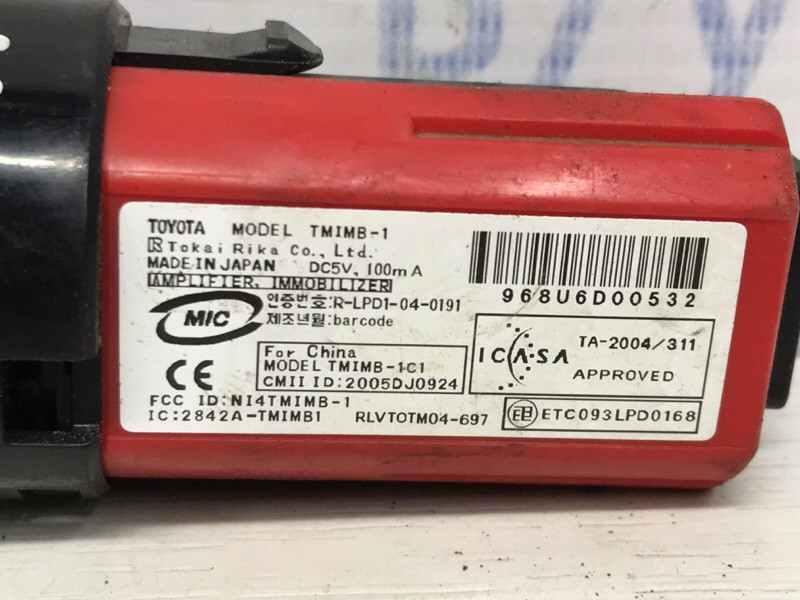 TOYOTA MODEL TMIMB-1
Tokai Rika Co., Ltd.
MADE IN JAPAN DC5V, 100mA
AMPLIFIER, IMMOBILIZER
인증번호:R-LPD1-04-0191
제조년월:barcode
MIC
CE
For China
MODEL TMIMB-1C1
CMII ID:2005DJ0924
FCC ID:NI4TMIMB-1
IC:2842A-TMIMB1 RLVTOTM04-697
968U6D00532
ICASA
TA-2004/311
APPROVED
ETC093LPD0168